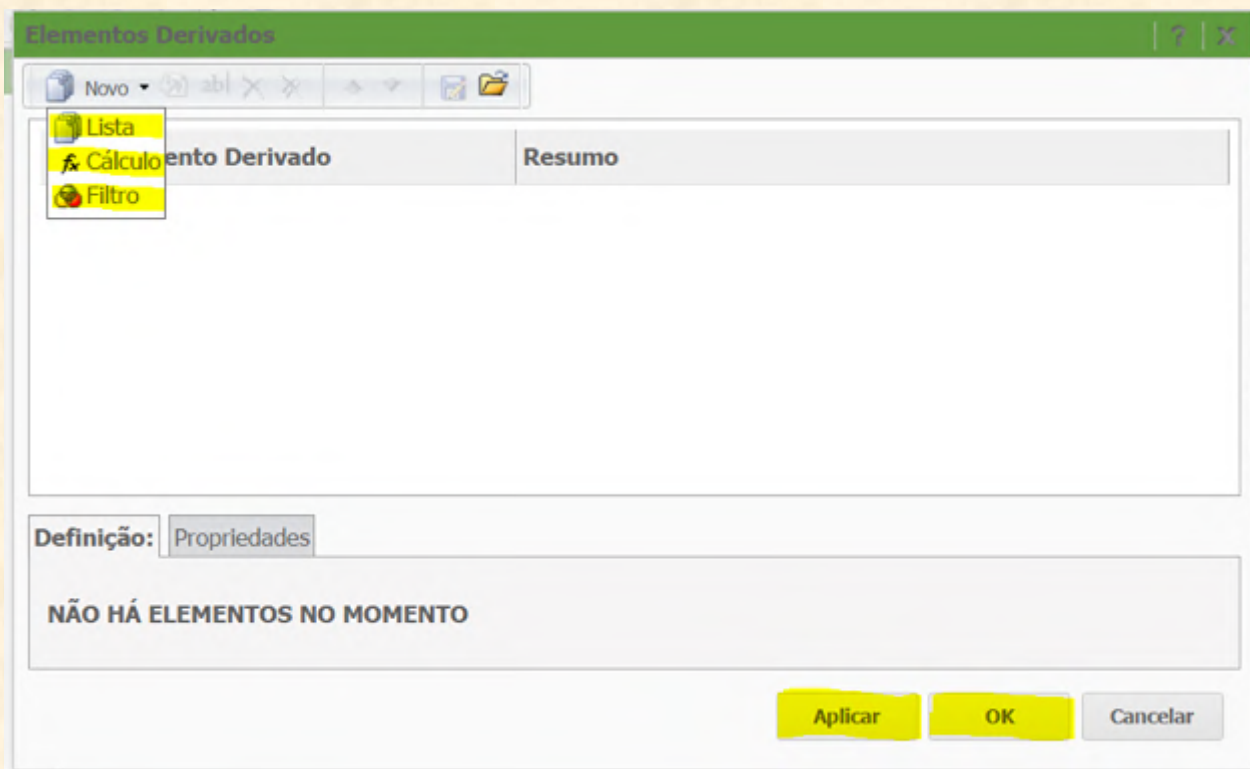 Elementos Derivados | ? | X
Novo abl
Lista
Cálculo ento Derivado Resumo
Filtro
Definição: Propriedades
NÃO HÁ ELEMENTOS NO MOMENTO
Aplicar OK Cancelar